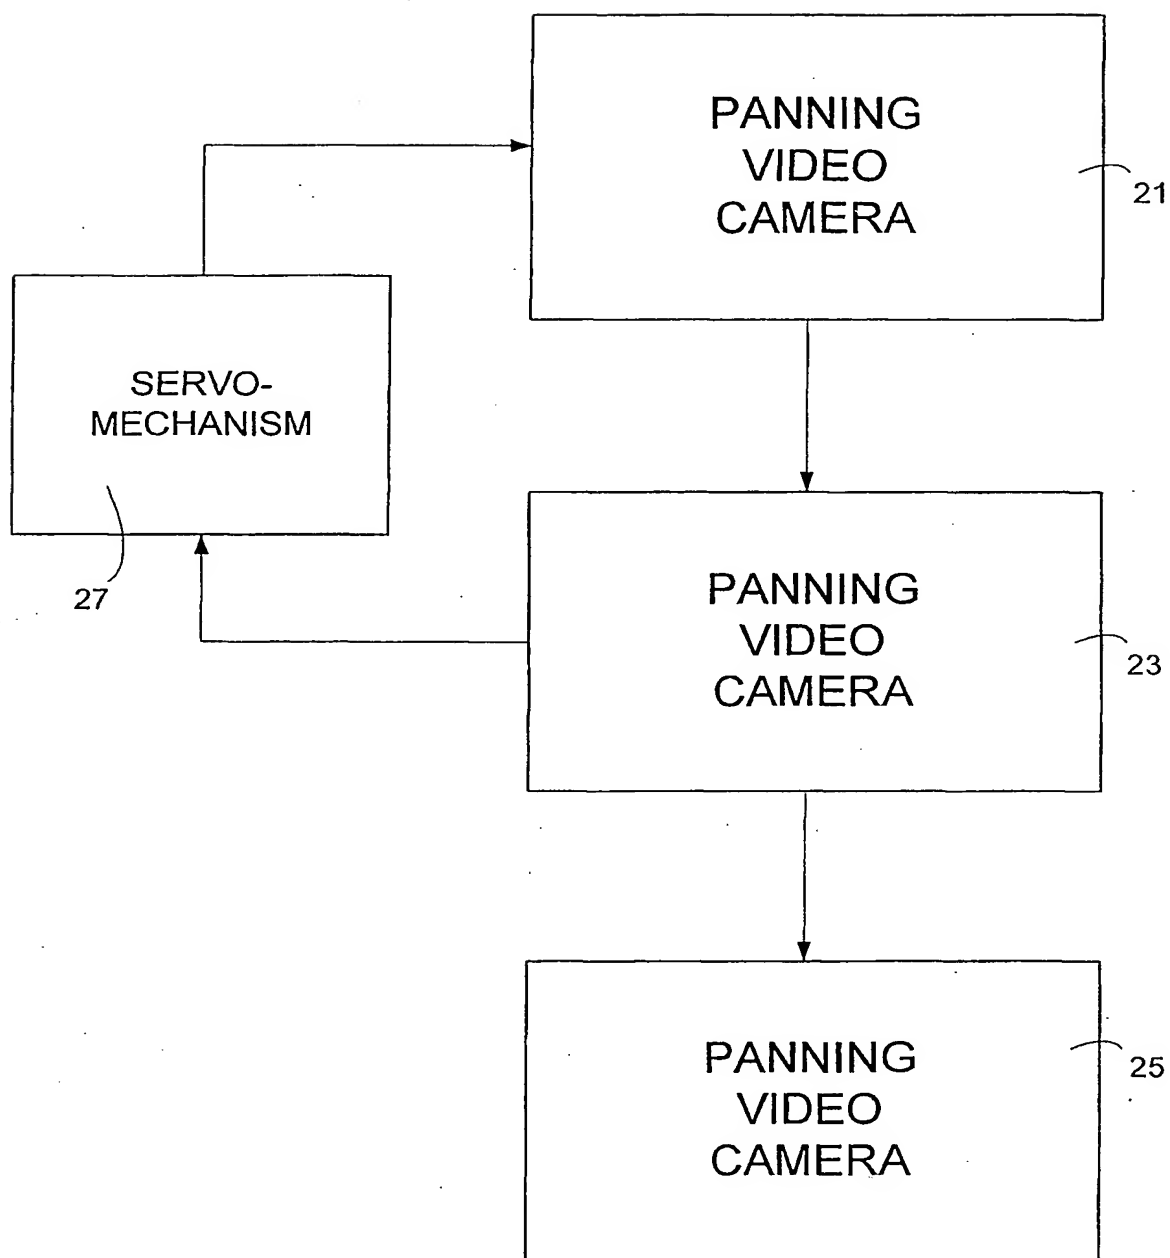 PANNING
VIDEO
CAMERA
21
SERVO-
MECHANISM
27
PANNING
VIDEO
CAMERA
23
PANNING
VIDEO
CAMERA
25